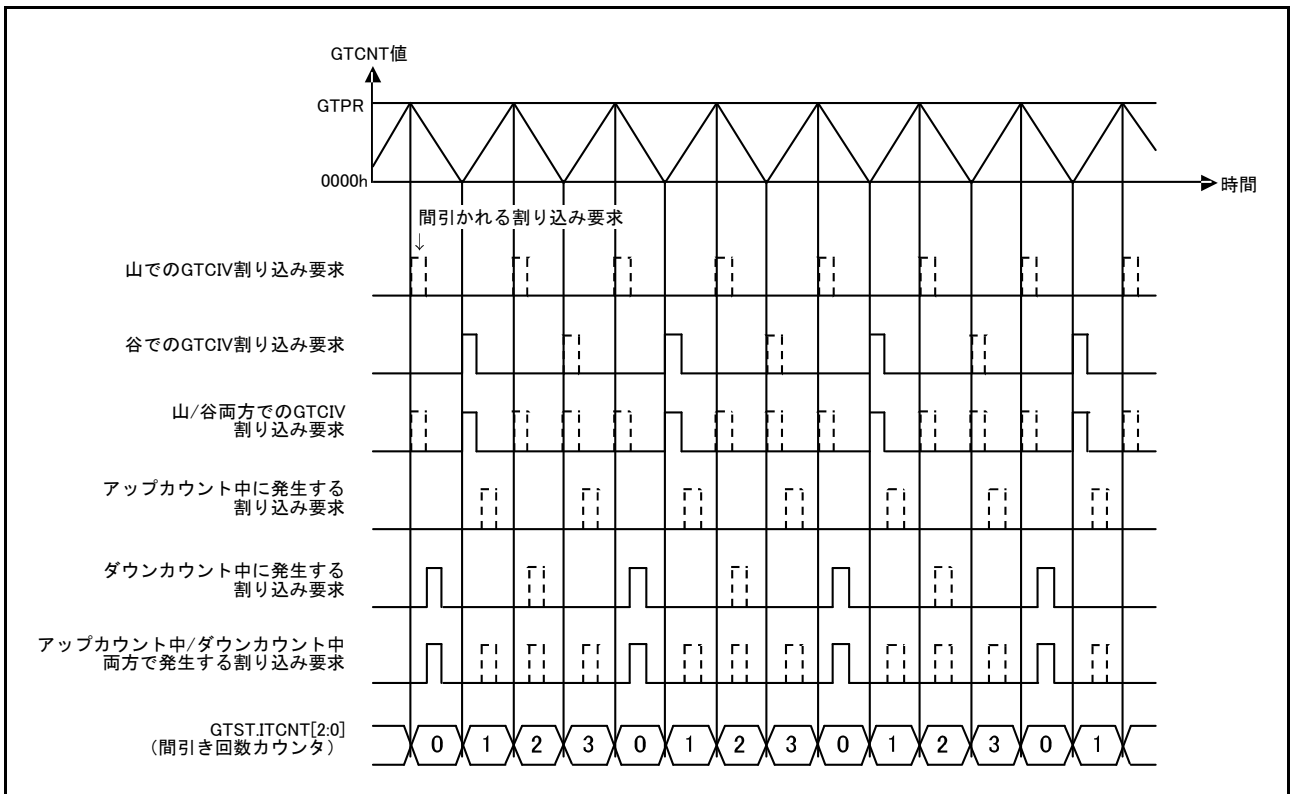 GTCNT値
GTPR
0000h
時間
間引かれる割り込み要求
↓
山でのGTCIV割り込み要求
谷でのGTCIV割り込み要求
山/谷両方でのGTCIV
割り込み要求
アップカウント中に発生する
割り込み要求
ダウンカウント中に発生する
割り込み要求
アップカウント中/ダウンカウント中
両方で発生する割り込み要求
GTST.ITCNT[2:0]
(間引き回数カウンタ)
0 1 2 3 0 1 2 3 0 1 2 3 0 1